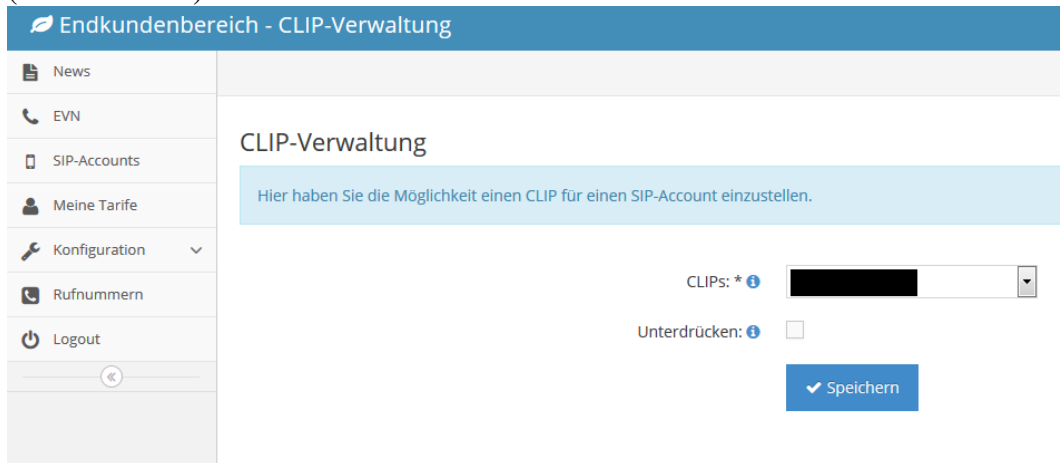 Endkundenbereich - CLIP-Verwaltung
News
EVN
SIP-Accounts
Meine Tarife
Konfiguration
Rufnummern
Logout
CLIP-Verwaltung
Hier haben Sie die Möglichkeit einen CLIP für einen SIP-Account einzustellen.
CLIPs: *
Unterdrücken:
Speichern